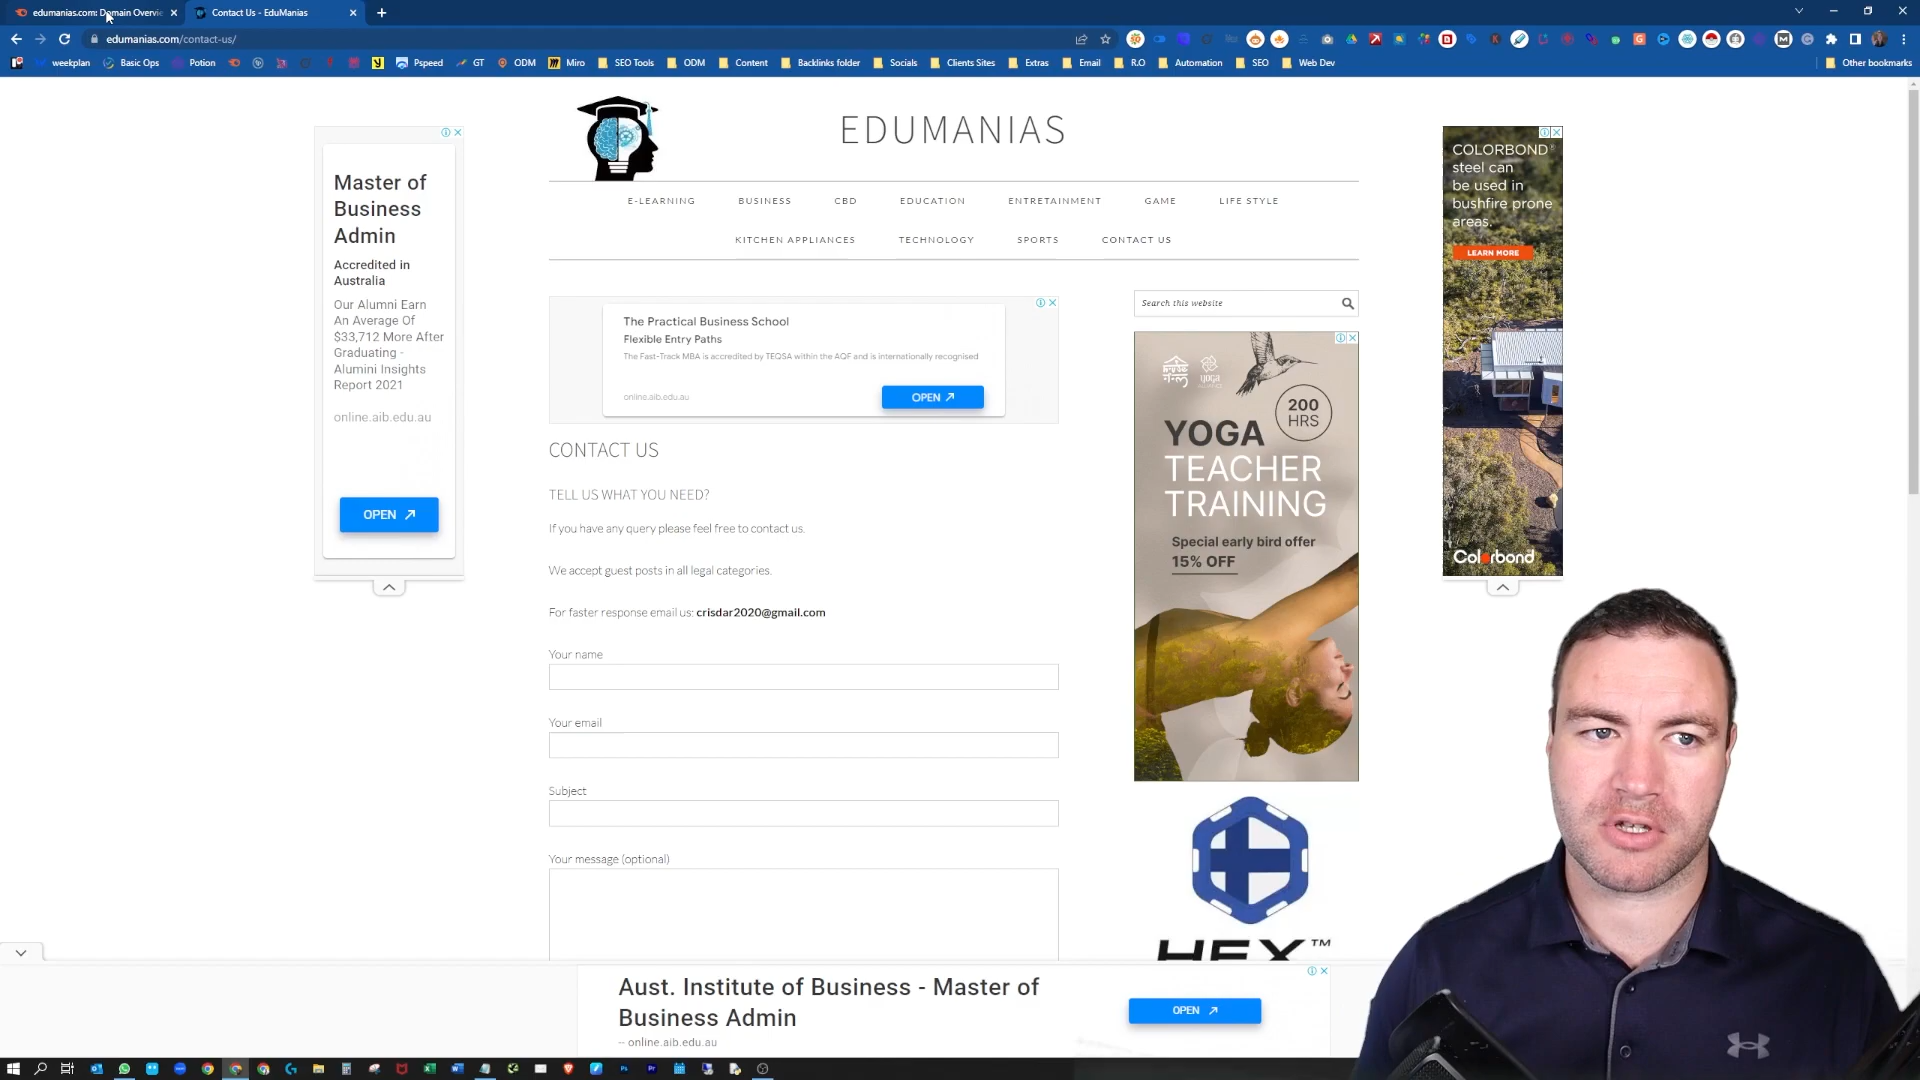 edumanias.com: Domain Overvie
Contact Us - EduManias
edumanias.com/contact-us/
weekplan
Basic Ops
Potion
Pspeed
GT
ODM
Miro
SEO Tools
ODM
Content
Backlinks folder
Socials
Clients Sites
Extras
Email
R.O
Automation
SEO
Web Dev
Other bookmarks
EDUMANIAS
E-LEARNING
BUSINESS
CBD
EDUCATION
ENTRETAINMENT
GAME
LIFE STYLE
KITCHEN APPLIANCES
TECHNOLOGY
SPORTS
CONTACT US
Master of
Business
Admin
Accredited in
Australia
Our Alumni Earn
An Average Of
$33,712 More After
Graduating -
Alumini Insights
Report 2021
online.aib.edu.au
OPEN
The Practical Business School
Flexible Entry Paths
The Fast-Track MBA is accredited by TEQSA within the AQF and is internationally recognised
online.aib.edu.au
OPEN
CONTACT US
TELL US WHAT YOU NEED?
If you have any query please feel free to contact us.
We accept guest posts in all legal categories.
For faster response email us: crisdar2020@gmail.com
Your name
Your email
Subject
Your message (optional)
Search this website
200
HRS
YOGA
TEACHER
TRAINING
Special early bird offer
15% OFF
HEX™
COLORBOND®
steel can
be used in
bushfire prone
areas.
LEARN MORE
Colorbond
Aust. Institute of Business - Master of
Business Admin
-- online.aib.edu.au
OPEN